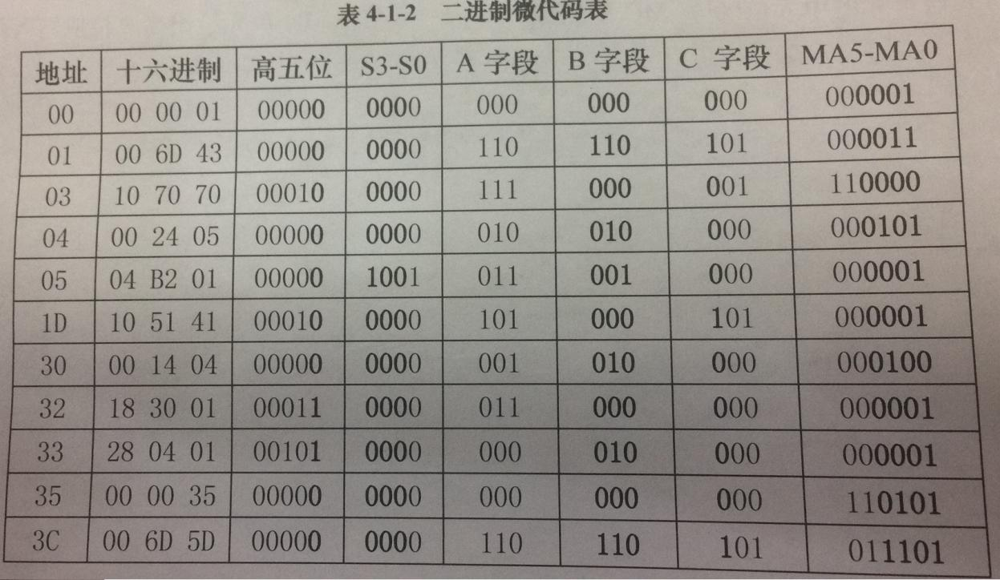 表 4-1-2 二进制微代码表
地址 十六进制 高五位 S3-S0 A 字段 B 字段 C 字段 MA5-MA0
00 00 00 01 00000 0000 000 000 000 000001
01 00 6D 43 00000 0000 110 110 101 000011
03 10 70 70 00010 0000 111 000 001 110000
04 00 24 05 00000 0000 010 010 000 000101
05 04 B2 01 00000 1001 011 001 000 000001
1D 10 51 41 00010 0000 101 000 101 000001
30 00 14 04 00000 0000 001 010 000 000100
32 18 30 01 00011 0000 011 000 000 000001
33 28 04 01 00101 0000 000 010 000 000001
35 00 00 35 00000 0000 000 000 000 110101
3C 00 6D 5D 00000 0000 110 110 101 011101